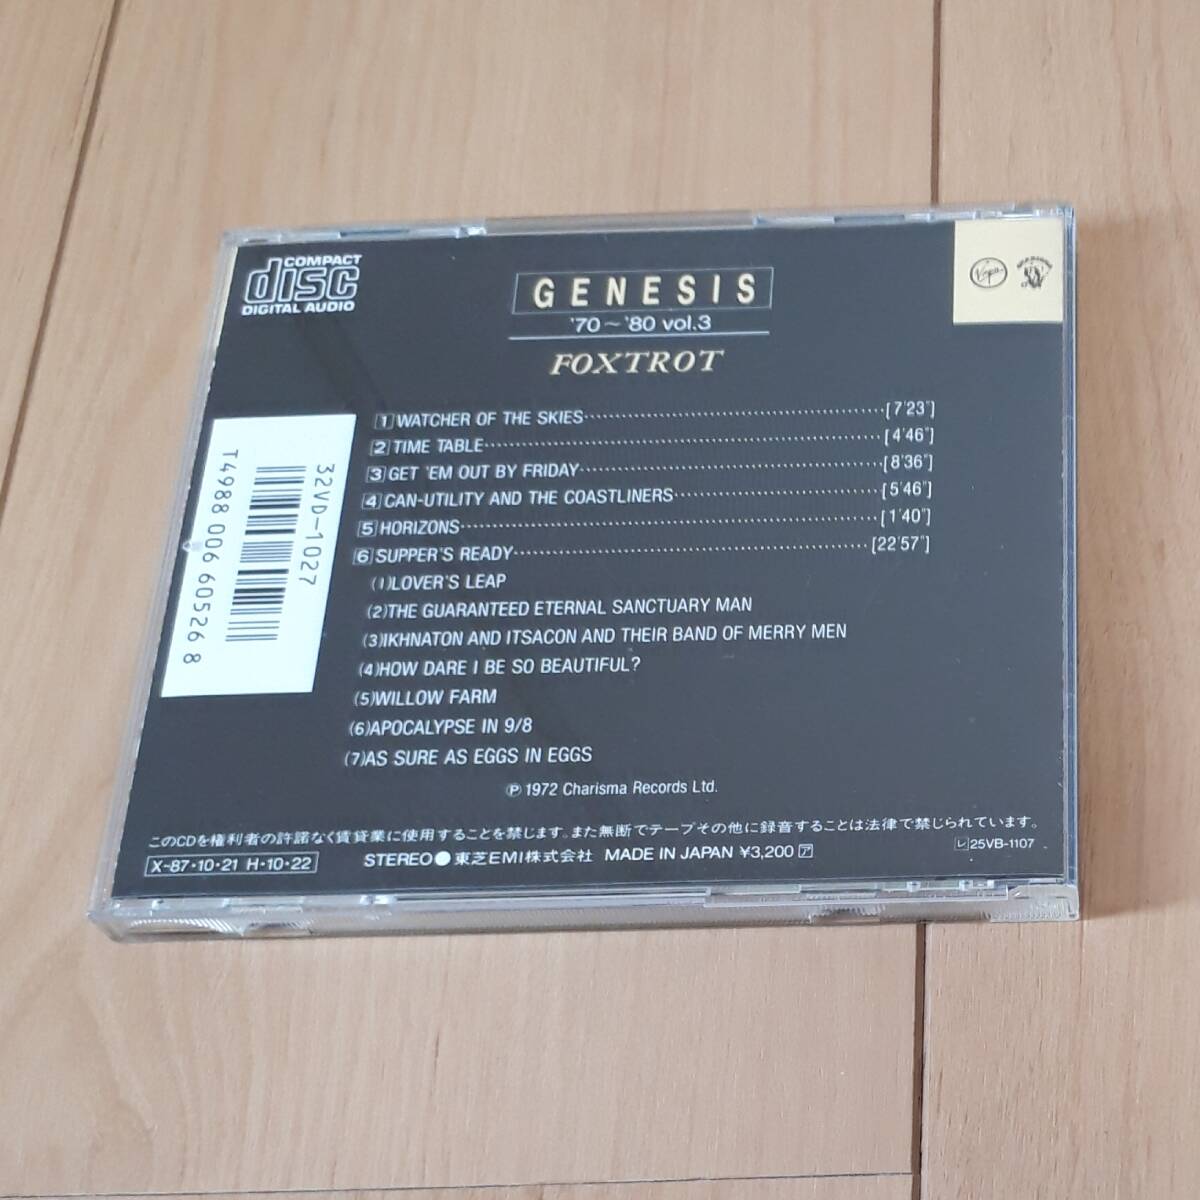 COMPACT
disc
DIGITAL AUDIO
GENESIS
'70～'80 vol.3
FOXTROT
Virgin
1 WATCHER OF THE SKIES [7'23"]
2 TIME TABLE [4'46"]
3 GET 'EM OUT BY FRIDAY [8'36"]
4 CAN-UTILITY AND THE COASTLINERS [5'46"]
5 HORIZONS [1'40"]
6 SUPPER'S READY [22'57"]
(1)LOVER'S LEAP
(2)THE GUARANTEED ETERNAL SANCTUARY MAN
(3)IKHNATON AND ITSACON AND THEIR BAND OF MERRY MEN
(4)HOW DARE I BE SO BEAUTIFUL?
(5)WILLOW FARM
(6)APOCALYPSE IN 9/8
(7)AS SURE AS EGGS IN EGGS
32VD-1027
T4988 006 60526 8
Ⓟ 1972 Charisma Records Ltd.
このCDを権利者の許諾なく賃貸業に使用することを禁じます。また無断でテープその他に録音することは法律で禁じられています。
X-87・10・21 H・10・22
STEREO●東芝EMI株式会社 MADE IN JAPAN ¥3,200 ア
レ 25VB-1107